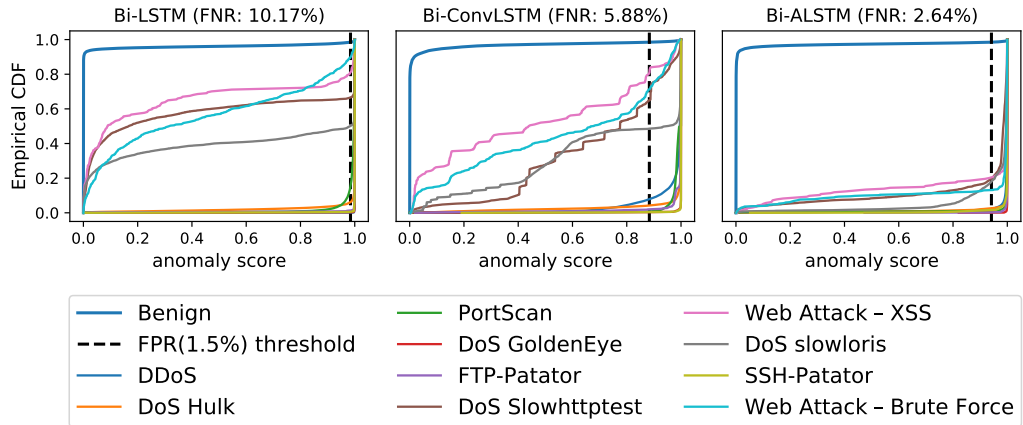 Bi-LSTM (FNR: 10.17%) Bi-ConvLSTM (FNR: 5.88%) Bi-ALSTM (FNR: 2.64%)
Empirical CDF
1.0
0.8
0.6
0.4
0.2
0.0
0.0 0.2 0.4 0.6 0.8 1.0 0.0 0.2 0.4 0.6 0.8 1.0 0.0 0.2 0.4 0.6 0.8 1.0
anomaly score anomaly score anomaly score
Benign PortScan Web Attack – XSS
FPR(1.5%) threshold DoS GoldenEye DoS slowloris
DDoS FTP-Patator SSH-Patator
DoS Hulk DoS Slowhttptest Web Attack – Brute Force